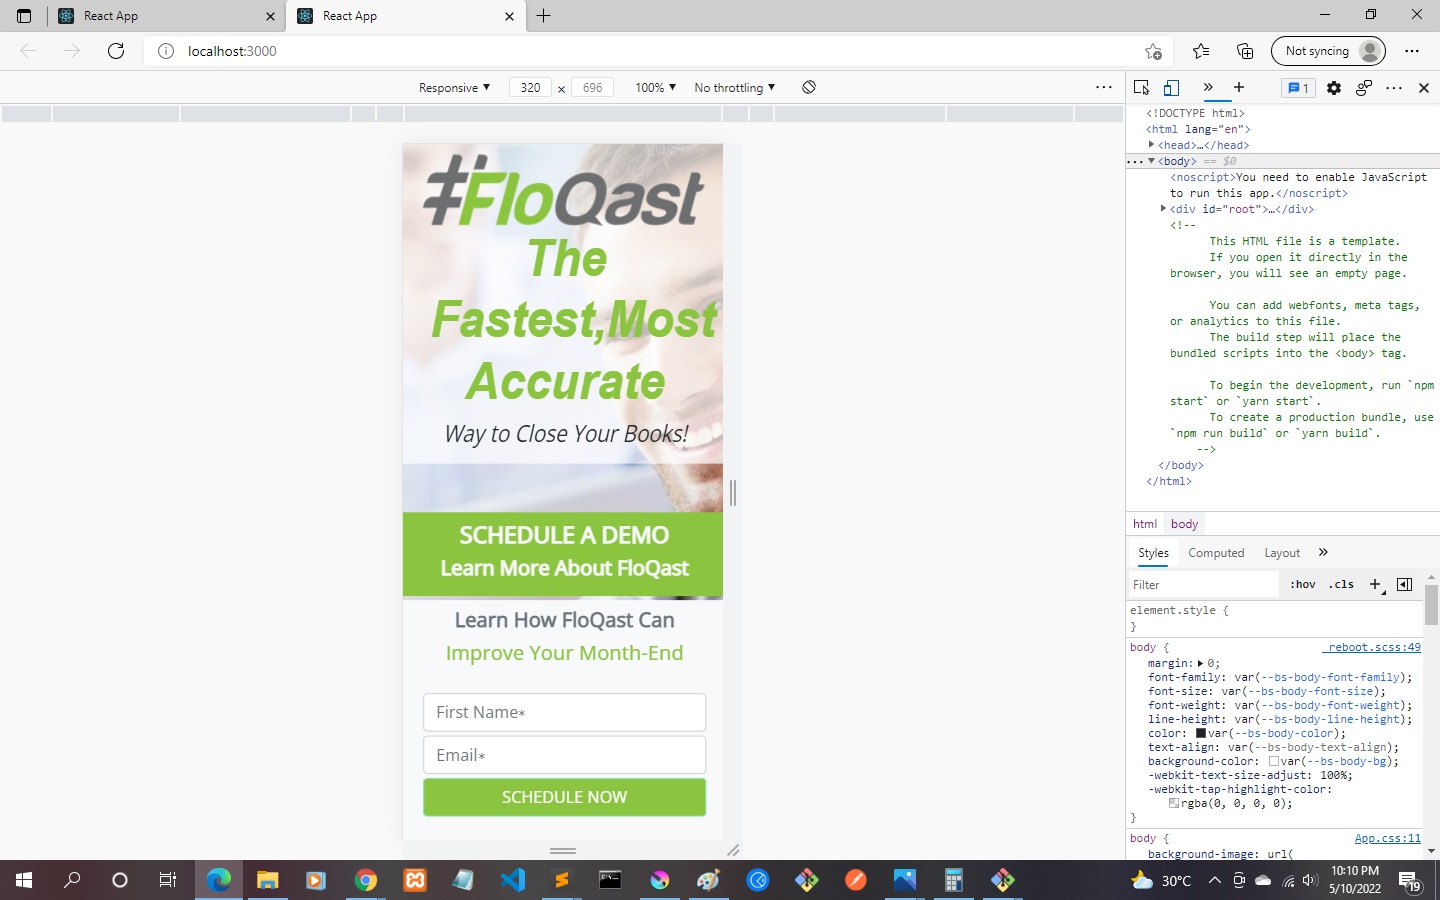 React App
React App
localhost:3000
Not syncing
Responsive
320
x
696
100%
No throttling
1
#FloQast
The
Fastest,Most
Accurate
Way to Close Your Books!
SCHEDULE A DEMO
Learn More About FloQast
Learn How FloQast Can
Improve Your Month-End
First Name*
Email*
SCHEDULE NOW
<!DOCTYPE html>
<html lang="en">
<head>…</head>
<body> == $0
<noscript>You need to enable JavaScript
to run this app.</noscript>
<div id="root">…</div>
<!--
This HTML file is a template.
If you open it directly in the
browser, you will see an empty page.
You can add webfonts, meta tags,
or analytics to this file.
The build step will place the
bundled scripts into the <body> tag.
To begin the development, run `npm
start` or `yarn start`.
To create a production bundle, use
`npm run build` or `yarn build`.
-->
</body>
</html>
html body
Styles Computed Layout
Filter :hov .cls
element.style {
}
body { _reboot.scss:49
margin: 0;
font-family: var(--bs-body-font-family);
font-size: var(--bs-body-font-size);
font-weight: var(--bs-body-font-weight);
line-height: var(--bs-body-line-height);
color: var(--bs-body-color);
text-align: var(--bs-body-text-align);
background-color: var(--bs-body-bg);
-webkit-text-size-adjust: 100%;
-webkit-tap-highlight-color:
rgba(0, 0, 0, 0);
}
body { App.css:11
background-image: url(
30°C
10:10 PM
5/10/2022
19